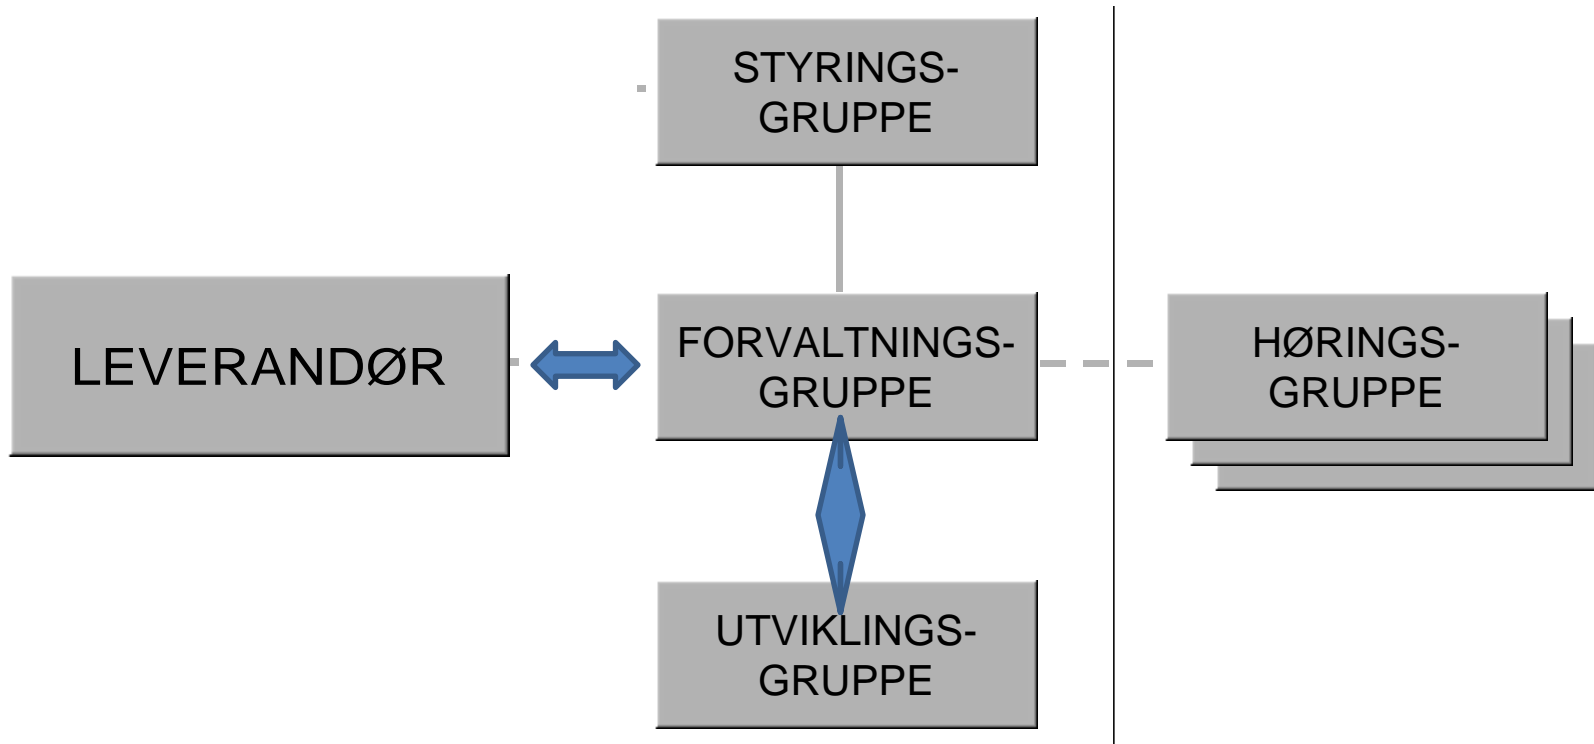 STYRINGS-
GRUPPE
LEVERANDØR
FORVALTNINGS-
GRUPPE
HØRINGS-
GRUPPE
UTVIKLINGS-
GRUPPE